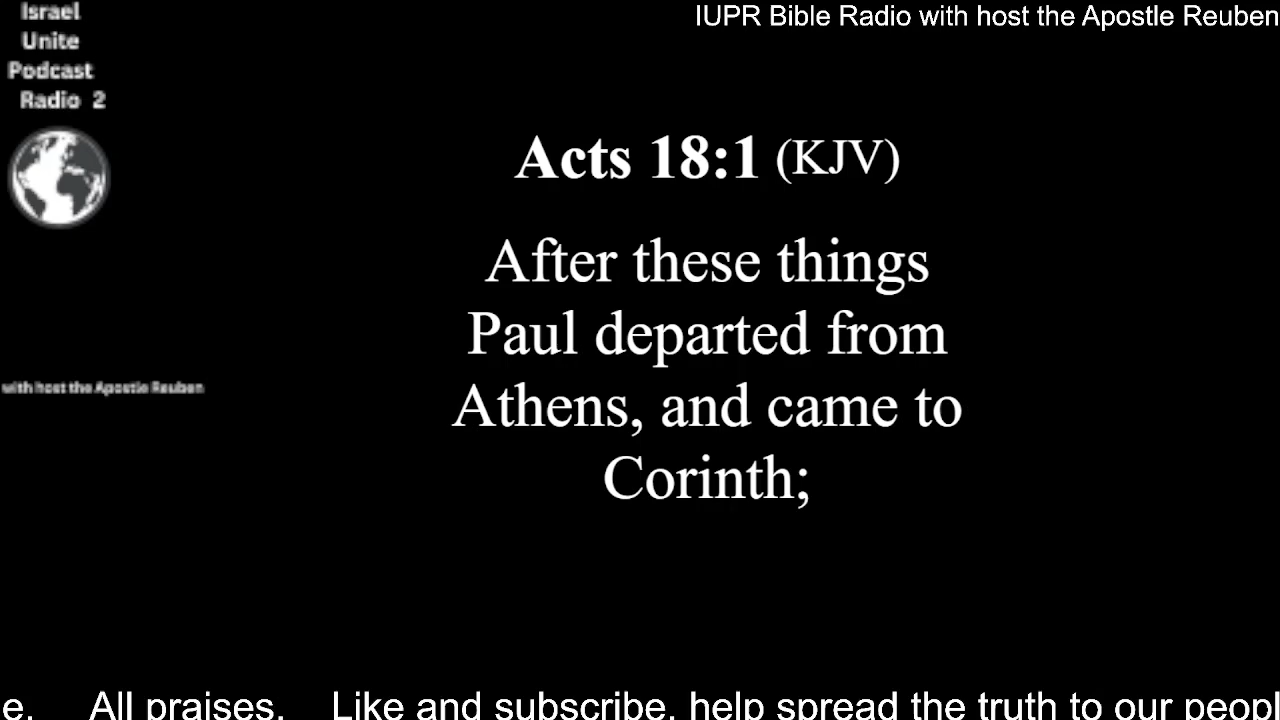 Israel
Unite
Podcast
Radio 2
IUPR Bible Radio with host the Apostle Reuben
Acts 18:1 (KJV)
After these things
Paul departed from
Athens, and came to
Corinth;
with host the Apostle Reuben
e. All praises. Like and subscribe, help spread the truth to our peopl